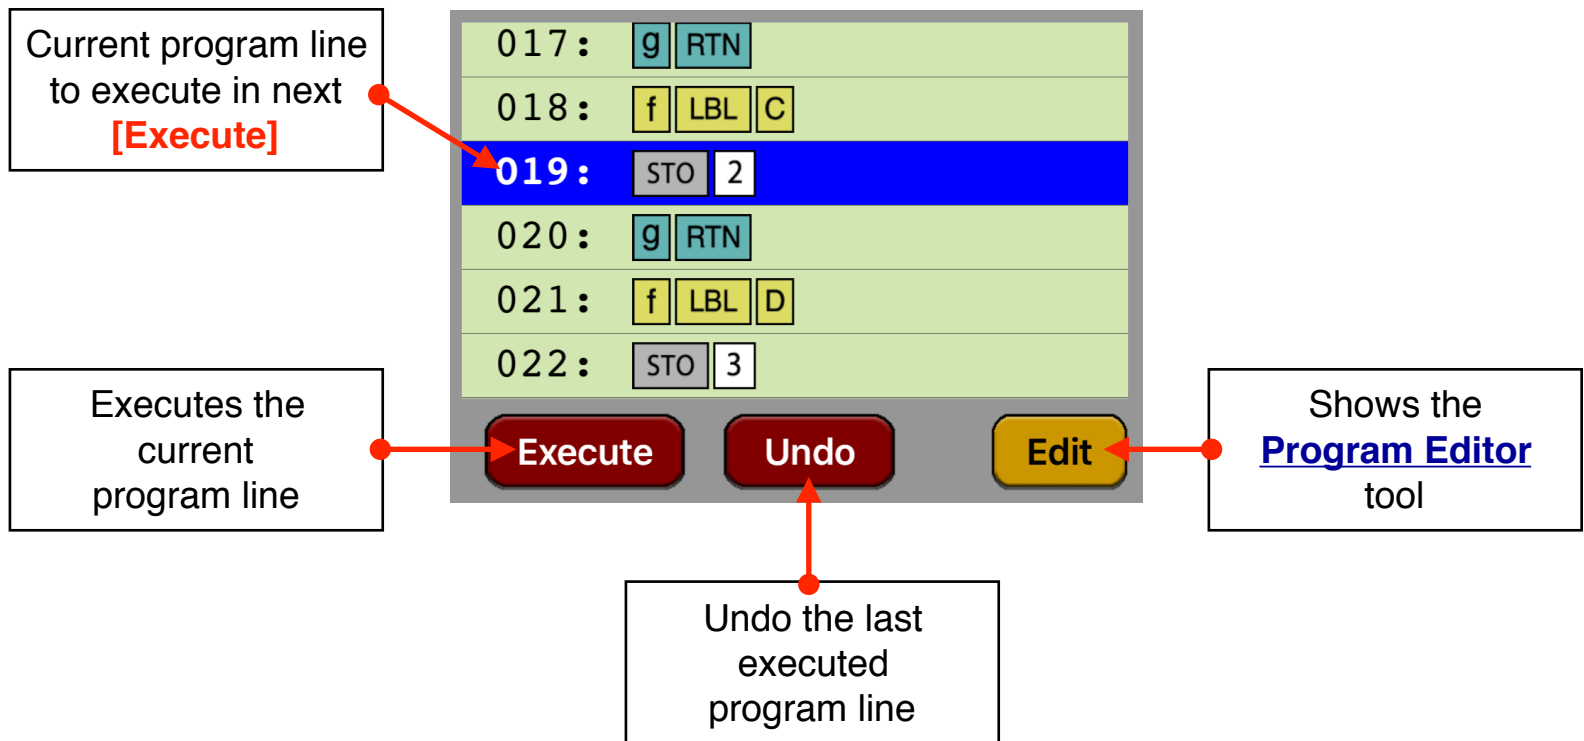 Current program line
to execute in next
[Execute]
017: g RTN
018: f LBL C
019: STO 2
020: g RTN
021: f LBL D
022: STO 3
Executes the
current
program line
Execute Undo Edit
Shows the
Program Editor
tool
Undo the last
executed
program line